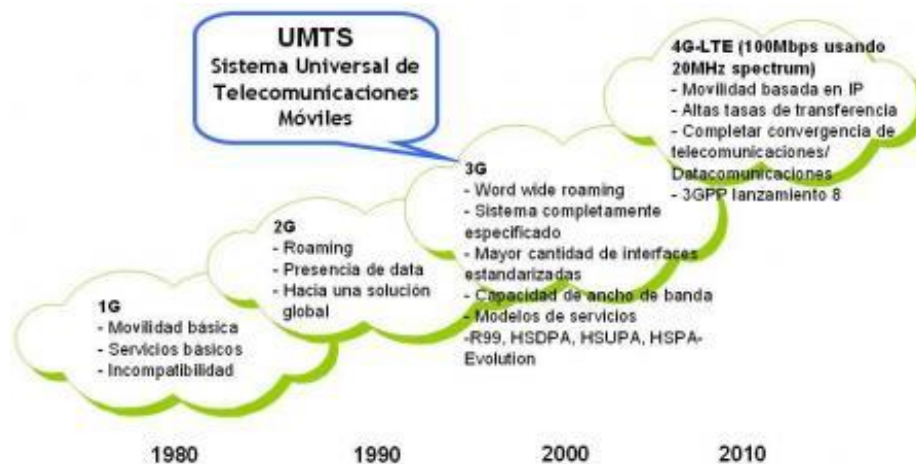 UMTS
Sistema Universal de
Telecomunicaciones
Móviles
4G-LTE (100Mbps usando
20MHz spectrum)
- Movilidad basada en IP
- Altas tasas de transferencia
- Completar convergencia de
telecomunicaciones/
Datacomunicaciones
- 3GPP lanzamiento 8
3G
- Word wide roaming
- Sistema completamente
especificado
- Mayor cantidad de interfaces
estandarizadas
- Capacidad de ancho de banda
- Modelos de servicios
-R99, HSDPA, HSUPA, HSPA-
Evolution
2G
- Roaming
- Presencia de data
- Hacia una solución
global
1G
- Movilidad básica
- Servicios básicos
- Incompatibilidad
1980 1990 2000 2010